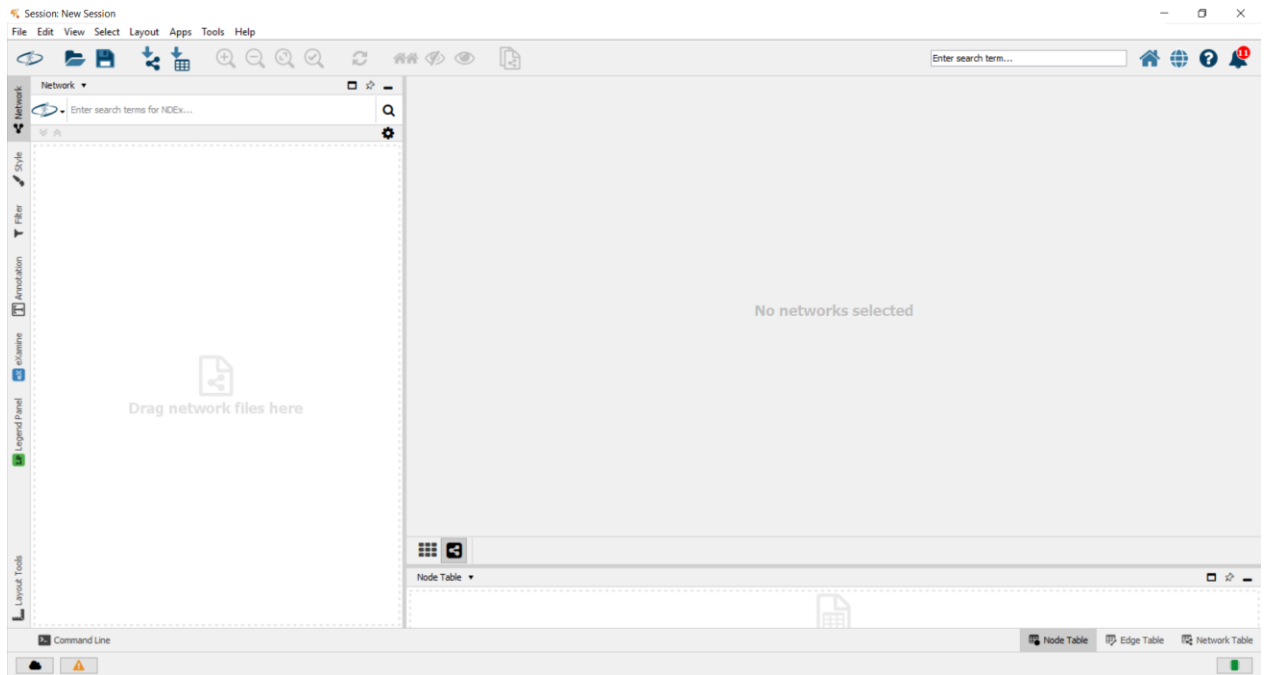 Session: New Session
File Edit View Select Layout Apps Tools Help
Enter search term...
11
Network
Enter search terms for NDEx...
Network
Style
Filter
Annotation
eX eXamine
LP Legend Panel
Layout Tools
Drag network files here
No networks selected
Node Table
Command Line
Node Table Edge Table Network Table